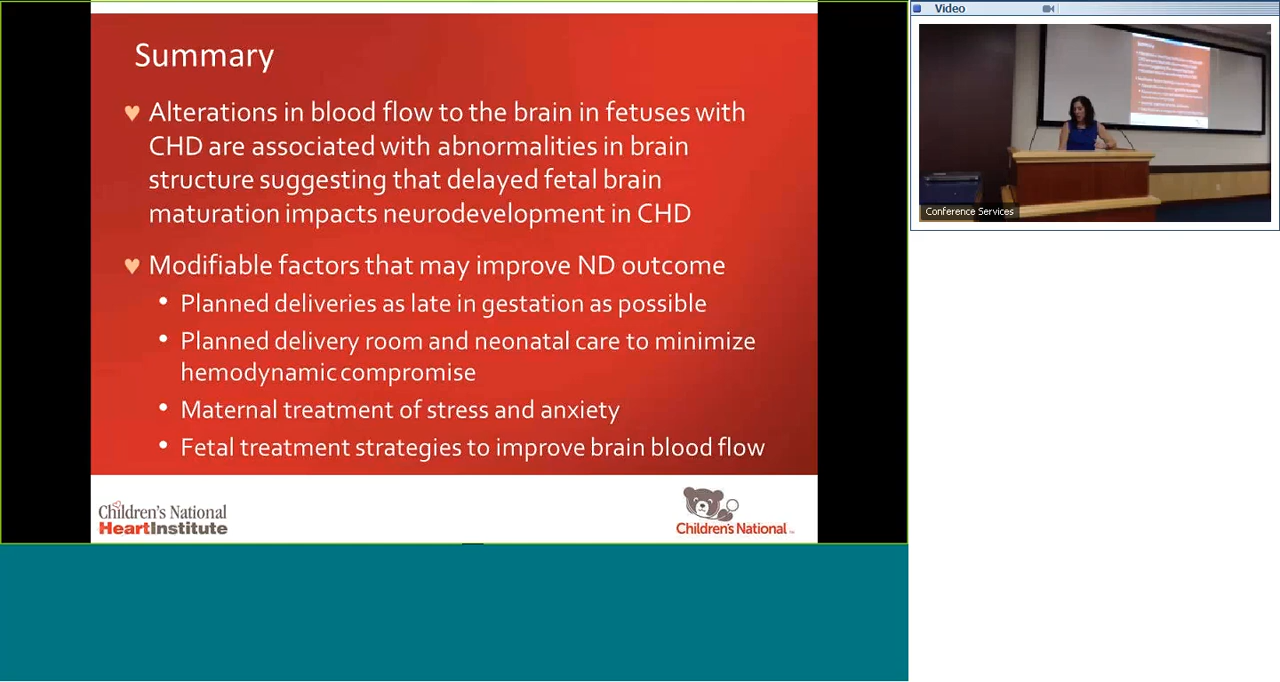 Summary
♥ Alterations in blood flow to the brain in fetuses with
CHD are associated with abnormalities in brain
structure suggesting that delayed fetal brain
maturation impacts neurodevelopment in CHD
♥ Modifiable factors that may improve ND outcome
• Planned deliveries as late in gestation as possible
• Planned delivery room and neonatal care to minimize
hemodynamic compromise
• Maternal treatment of stress and anxiety
• Fetal treatment strategies to improve brain blood flow
Children's National
HeartInstitute
Children's National
Video
Conference Services